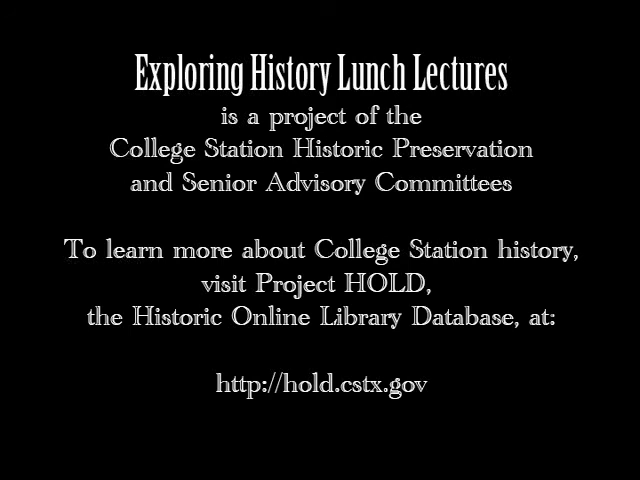 Exploring History Lunch Lectures
is a project of the
College Station Historic Preservation
and Senior Advisory Committees
To learn more about College Station history,
visit Project HOLD,
the Historic Online Library Database, at:
http://hold.cstx.gov